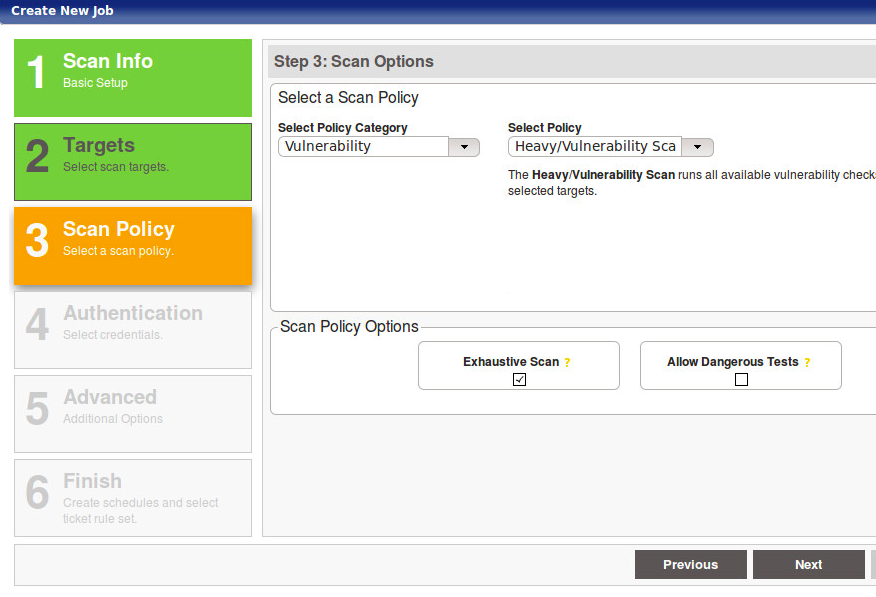 Create New Job
1 Scan Info
Basic Setup
2 Targets
Select scan targets.
3 Scan Policy
Select a scan policy.
4 Authentication
Select credentials.
5 Advanced
Additional Options
6 Finish
Create schedules and select
ticket rule set.
Step 3: Scan Options
Select a Scan Policy
Select Policy Category
Vulnerability
Select Policy
Heavy/Vulnerability Sca
The Heavy/Vulnerability Scan runs all available vulnerability check
selected targets.
Scan Policy Options
Exhaustive Scan ?
Allow Dangerous Tests ?
Previous
Next